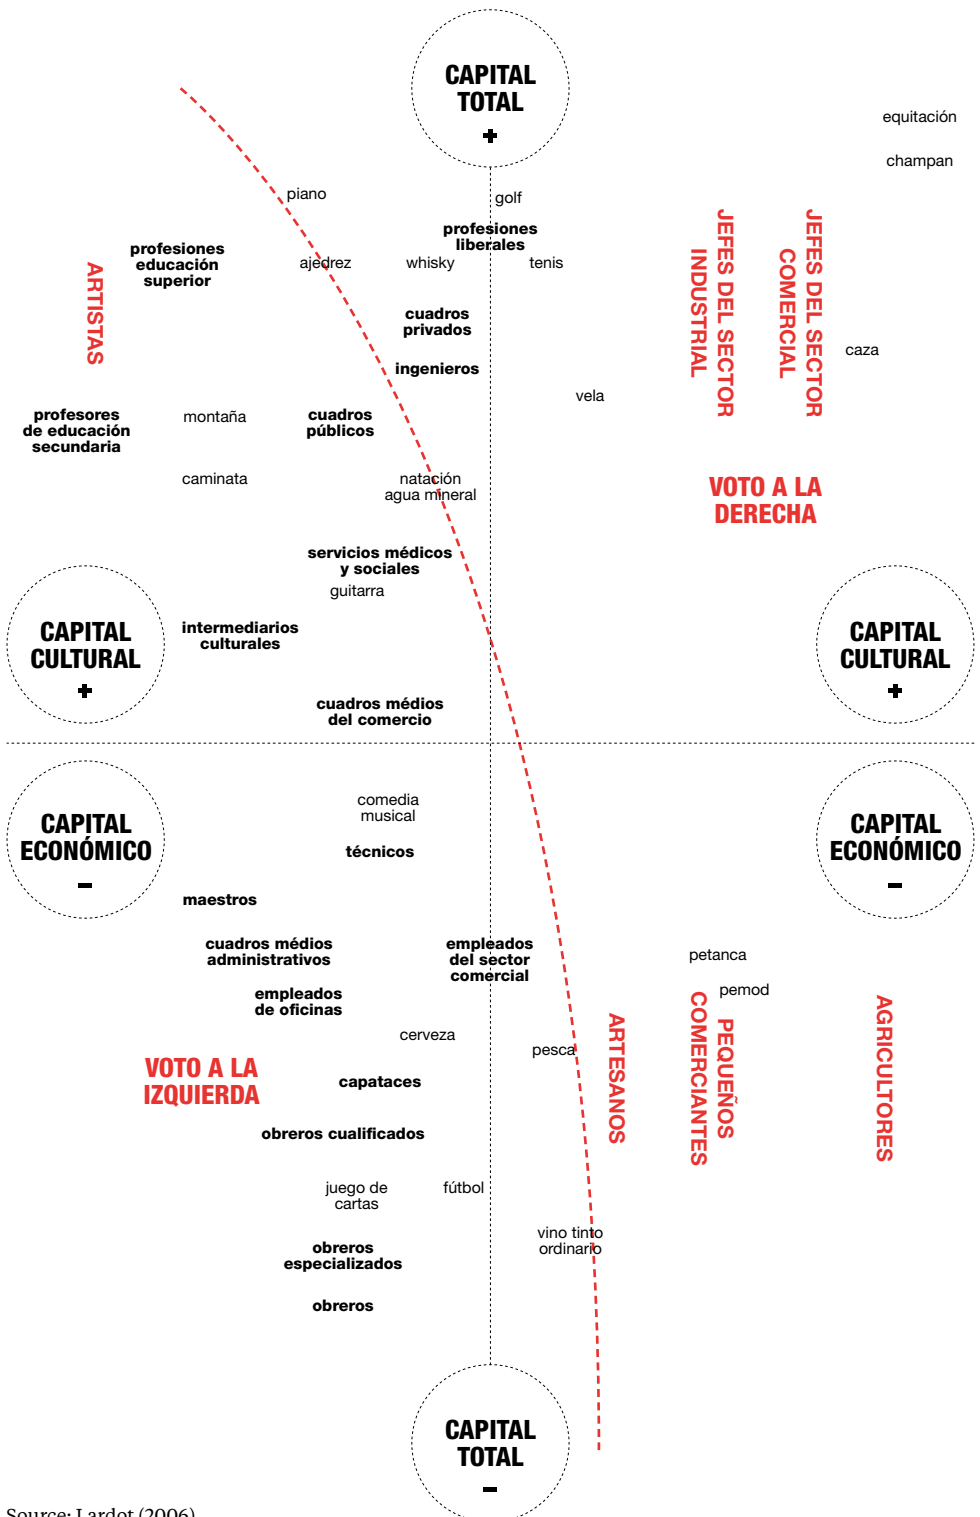 CAPITAL
TOTAL
+
equitación
champan
piano
golf
profesiones
liberales
profesiones
educación
superior
ajedrez
whisky
tenis
ARTISTAS
JEFES DEL SECTOR
INDUSTRIAL
JEFES DEL SECTOR
COMERCIAL
cuadros
privados
caza
ingenieros
vela
profesores
de educación
secundaria
montaña
cuadros
públicos
caminata
natación
agua mineral
VOTO A LA
DERECHA
servicios médicos
y sociales
guitarra
CAPITAL
CULTURAL
+
intermediarios
culturales
CAPITAL
CULTURAL
+
cuadros médios
del comercio
CAPITAL
ECONÓMICO
-
comedia
musical
CAPITAL
ECONÓMICO
-
técnicos
maestros
cuadros médios
administrativos
empleados
del sector
comercial
petanca
empleados
de oficinas
pemod
cerveza
pesca
ARTESANOS
PEQUEÑOS
COMERCIANTES
AGRICULTORES
VOTO A LA
IZQUIERDA
capataces
obreros cualificados
juego de
cartas
fútbol
vino tinto
ordinario
obreros
especializados
obreros
CAPITAL
TOTAL
-
Source: Lardot (2006)